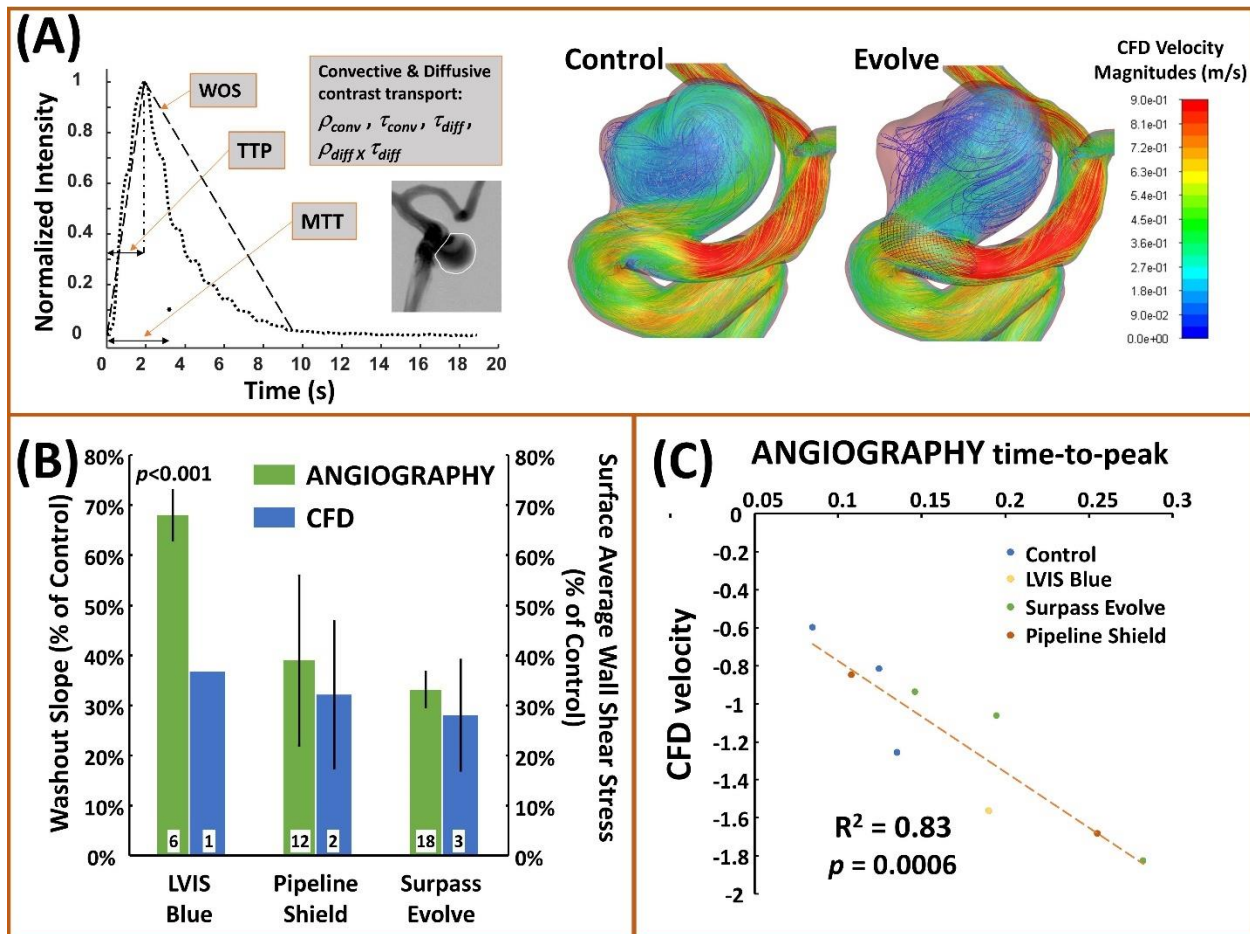 (A)
Normalized Intensity
1
0.8
0.6
0.4
0.2
0
WOS
TTP
MTT
Convective & Diffusive
contrast transport:
ρconv , τconv , τdiff ,
ρdiff x τdiff
0 2 4 6 8 10 12 14 16 18 20
Time (s)
Control
Evolve
CFD Velocity
Magnitudes (m/s)
9.0e-01
8.1e-01
7.2e-01
6.3e-01
5.4e-01
4.5e-01
3.6e-01
2.7e-01
1.8e-01
9.0e-02
0.0e+00
(B)
Washout Slope (% of Control)
80%
70%
60%
50%
40%
30%
20%
10%
0%
p<0.001
ANGIOGRAPHY
CFD
6 1 12 2 18 3
LVIS
Blue
Pipeline
Shield
Surpass
Evolve
80%
70%
60%
50%
40%
30%
20%
10%
0%
Surface Average Wall Shear Stress
(% of Control)
(C)
ANGIOGRAPHY time-to-peak
0.05 0.1 0.15 0.2 0.25 0.3
CFD velocity
0
-0.2
-0.4
-0.6
-0.8
-1
-1.2
-1.4
-1.6
-1.8
-2
Control
LVIS Blue
Surpass Evolve
Pipeline Shield
R² = 0.83
p = 0.0006